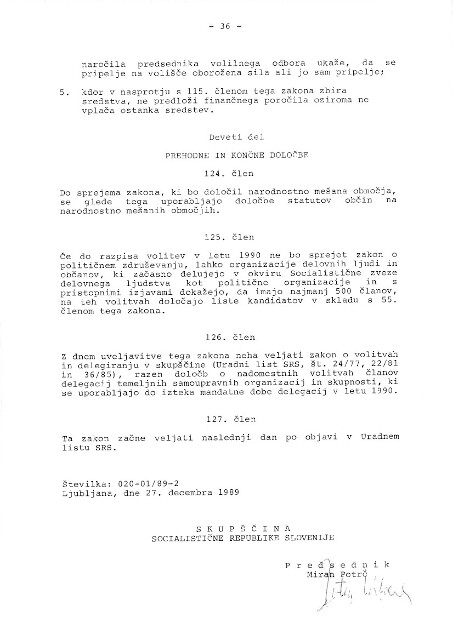 - 36 -
naročila predsednika volilnega odbora ukaže, da se
pripelje na volišče oborožena sila ali jo sam pripelje;
5. kdor v nasprotju s 115. členom tega zakona zbira
sredstva, ne predloži finančnega poročila oziroma ne
vplača ostanka sredstev.
Deveti del
PREHODNE IN KONČNE DOLOČBE
124. člen
Do sprejema zakona, ki bo določil narodnostno mešana območja,
se glede tega uporabljajo določbe statutov občin na
narodnostno mešanih območjih.
125. člen
Če do razpisa volitev v letu 1990 ne bo sprejet zakon o
političnem združevanju, lahko organizacije delovnih ljudi in
občanov, ki začasno delujejo v okviru Socialistične zveze
delovnega ljudstva kot politične organizacije in s
pristopnimi izjavami dokažejo, da imajo najmanj 500 članov,
na teh volitvah določajo liste kandidatov v skladu s 55.
členom tega zakona.
126. člen
Z dnem uveljavitve tega zakona neha veljati zakon o volitvah
in delegiranju v skupščine (Uradni list SRS, št. 24/77, 22/81
in 36/85), razen določb o nadomestnih volitvah članov
delegacij temeljnih samoupravnih organizacij in skupnosti, ki
se uporabljajo do izteka mandatne dobe delegacij v letu 1990.
127. člen
Ta zakon začne veljati naslednji dan po objavi v Uradnem
listu SRS.
Številka: 020-01/89-2
Ljubljana, dne 27. decembra 1989
S K U P Š Č I N A
SOCIALISTIČNE REPUBLIKE SLOVENIJE
P r e d s e d n i k
Miran Potrč